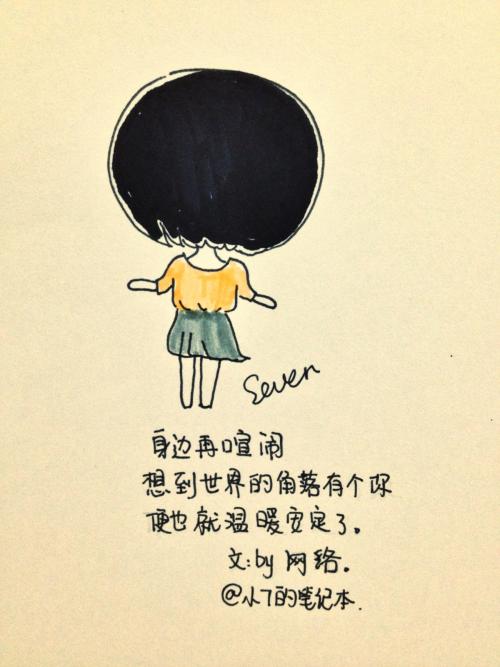 Seven
身边再喧闹
想到世界的角落有个你
便也就温暖安定了。
文:by 网络。
@小7的笔记本.